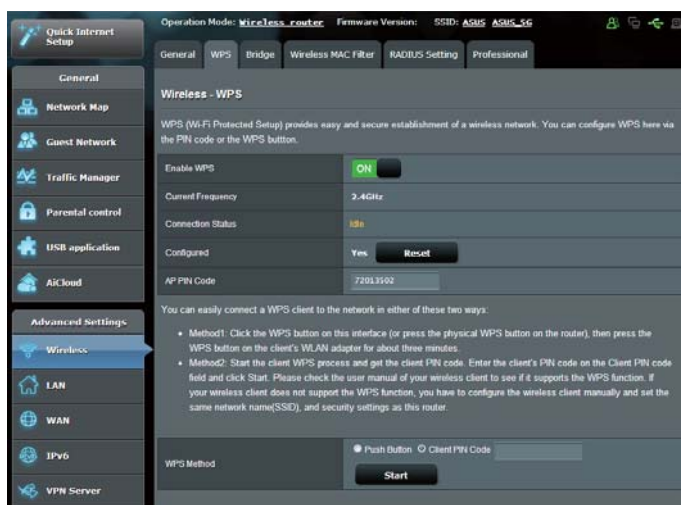 Quick Internet
Setup
Operation Mode: Wireless router Firmware Version: SSID: ASUS ASUS_5G
General WPS Bridge Wireless MAC Filter RADIUS Setting Professional
General
Network Map
Guest Network
Traffic Manager
Parental control
USB application
AiCloud
Advanced Settings
Wireless
LAN
WAN
IPv6
VPN Server
Wireless - WPS
WPS (Wi-Fi Protected Setup) provides easy and secure establishment of a wireless network. You can configure WPS here via
the PIN code or the WPS buttton.
Enable WPS ON
Current Frequency 2.4GHz
Connection Status Idle
Configured Yes Reset
AP PIN Code 72013502
You can easily connect a WPS client to the network in either of these two ways:
• Method1: Click the WPS button on this interface (or press the physical WPS button on the router), then press the
WPS button on the client's WLAN adapter for about three minutes.
• Method2: Start the client WPS process and get the client PIN code. Enter the client's PIN code on the Client PIN code
field and click Start. Please check the user manual of your wireless client to see if it supports the WPS function. If
your wireless client does not support the WPS function, you have to configure the wireless client manually and set the
same network name(SSID), and security settings as this router.
WPS Method Push Button Client PIN Code
Start